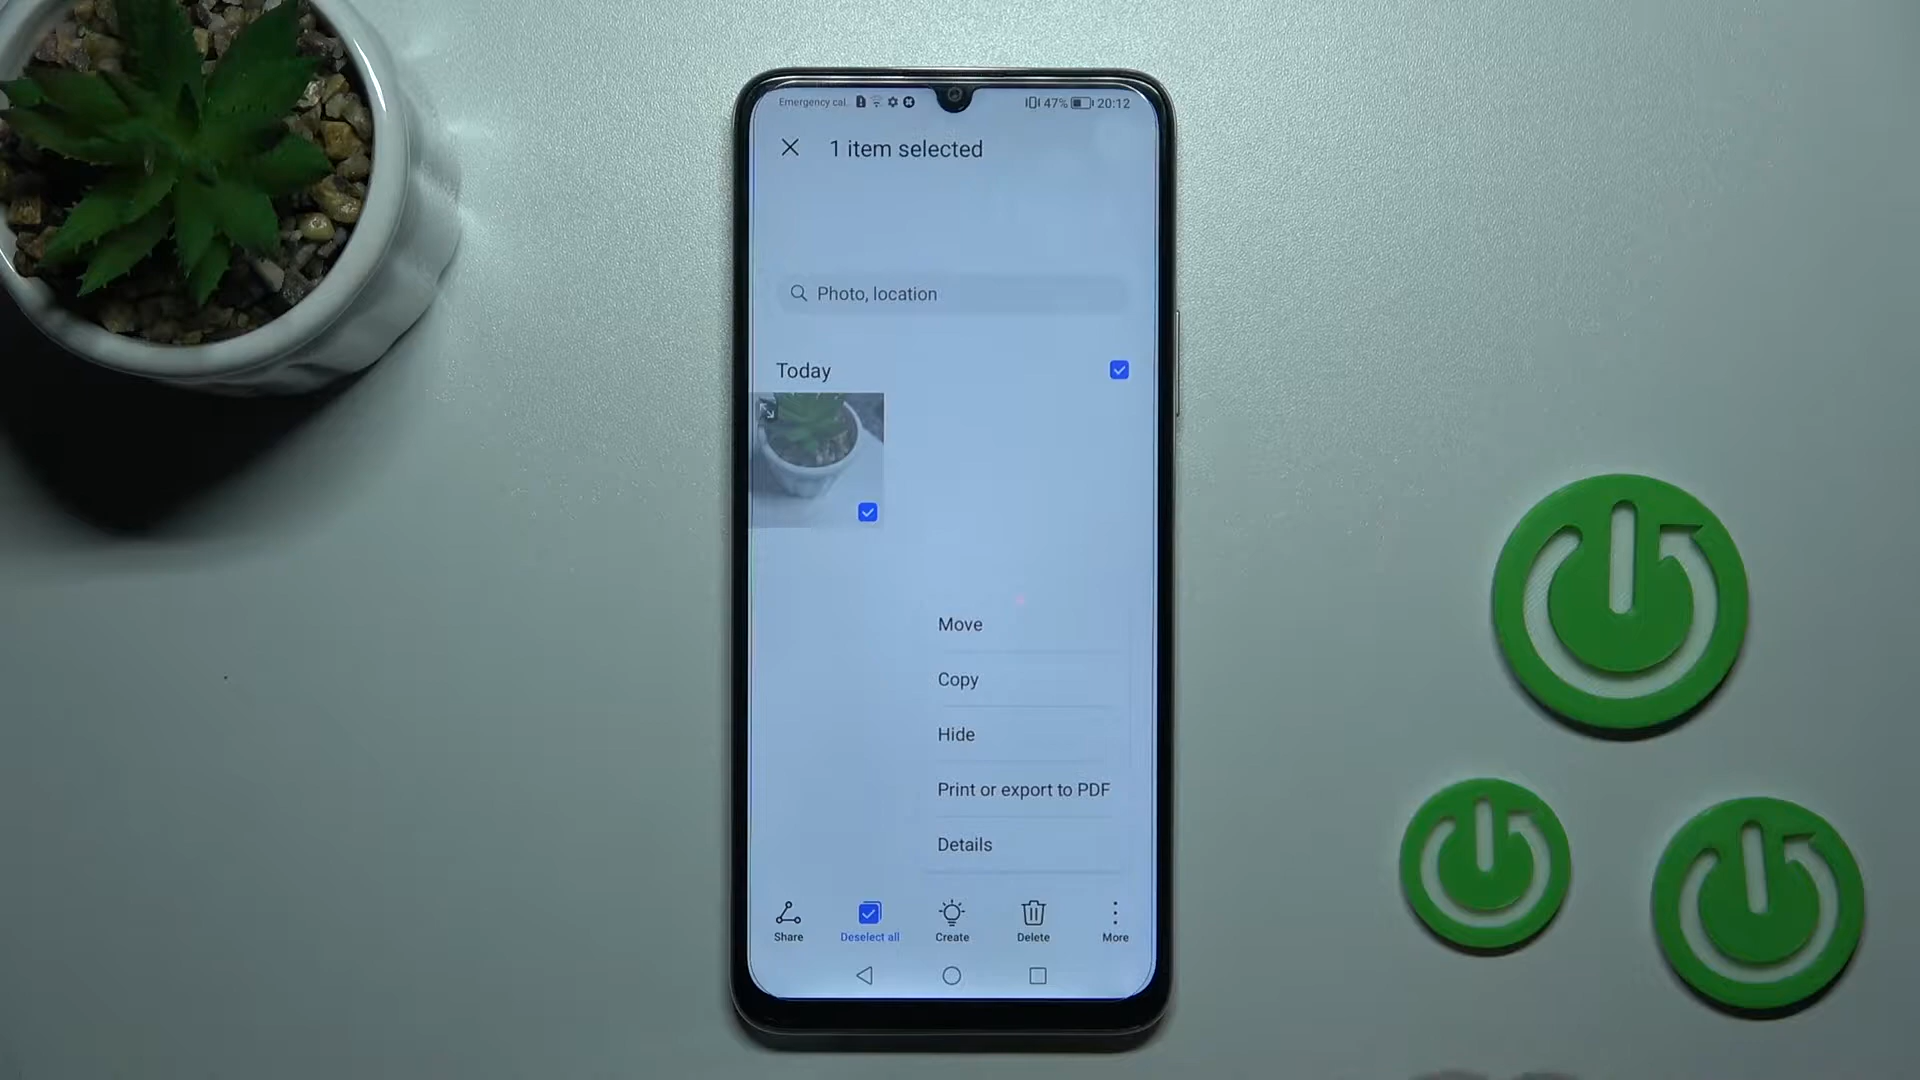 Emergency cal. 47% 20:12
1 item selected
Photo, location
Today
Move
Copy
Hide
Print or export to PDF
Details
Share Deselect all Create Delete More